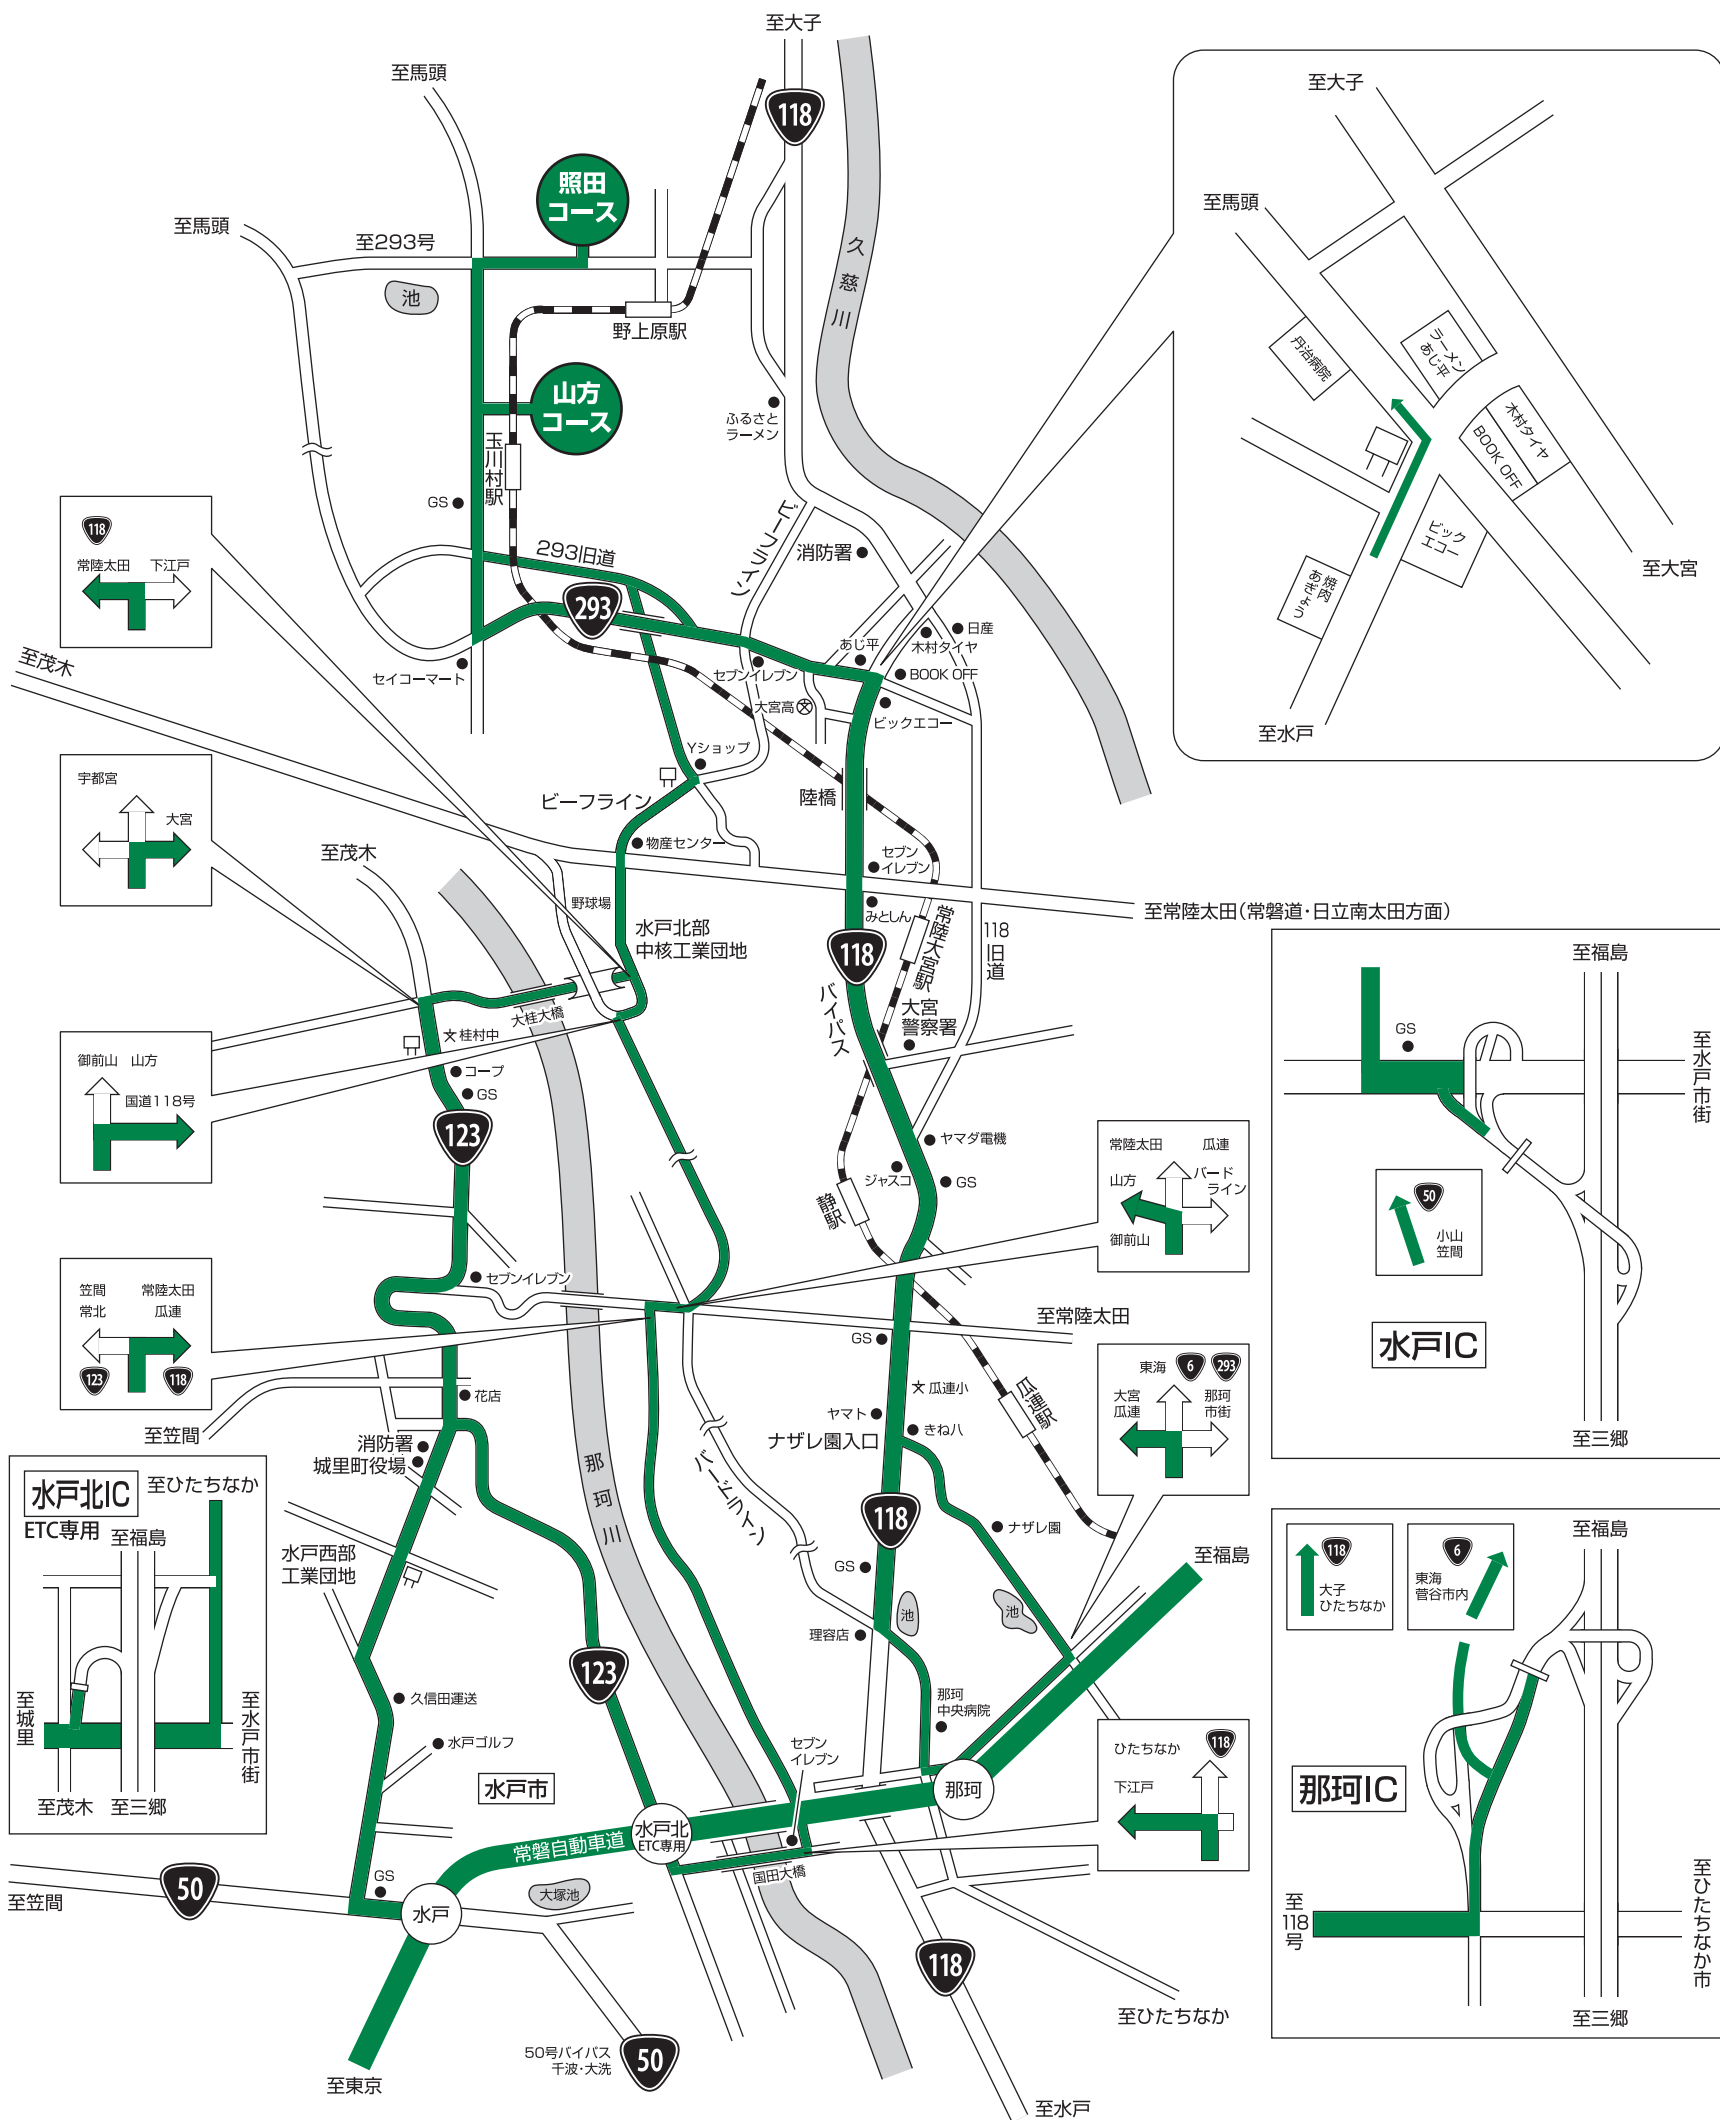 至大子
118
至馬頭
照田
コース
至馬頭
至293号
池
野上原駅
久慈川
山方
コース
玉川村駅
ふるさと
ラーメン
GS
ビーフライン
消防署
293旧道
293
日産
木村タイヤ
あじ平
BOOK OFF
セブンイレブン
大宮高
ビックエコー
セイコーマート
Yショップ
ビーフライン
陸橋
物産センター
セブン
イレブン
至茂木
至茂木
野球場
みとしん
至常陸太田(常磐道・日立南太田方面)
水戸北部
中核工業団地
118
バイパス
常陸大宮駅
118旧道
大桂大橋
大宮
警察署
桂村中
コープ
GS
123
ヤマダ電機
ジャスコ
GS
静駅
セブンイレブン
至常陸太田
GS
瓜連小
瓜連駅
ヤマト
きね八
ナザレ園入口
花店
至笠間
消防署
城里町役場
那珂川
バードライン
118
ナザレ園
GS
池
池
至福島
水戸西部
工業団地
理容店
123
久信田運送
那珂
中央病院
水戸ゴルフ
水戸市
セブン
イレブン
那珂
水戸北
ETC専用
常磐自動車道
国田大橋
大塚池
GS
50
至笠間
水戸
118
至ひたちなか
50号バイパス
千波・大洗
50
至東京
至水戸
118
常陸太田
下江戸
宇都宮
大宮
御前山
山方
国道118号
笠間
常北
常陸太田
瓜連
123
118
水戸北IC
ETC専用
至ひたちなか
至福島
至城里
至水戸市街
至茂木
至三郷
至大子
至馬頭
丹治病院
ラーメン
あじ平
木村タイヤ
BOOK OFF
ビック
エコー
焼肉
あぎょう
至大宮
至水戸
常陸太田
瓜連
山方
バード
ライン
御前山
東海
6
293
大宮
瓜連
那珂
市街
ひたちなか
118
下江戸
至福島
GS
至水戸市街
50
小山
笠間
水戸IC
至三郷
118
大子
ひたちなか
6
東海
菅谷市内
至福島
那珂IC
至118号
至ひたちなか市
至三郷